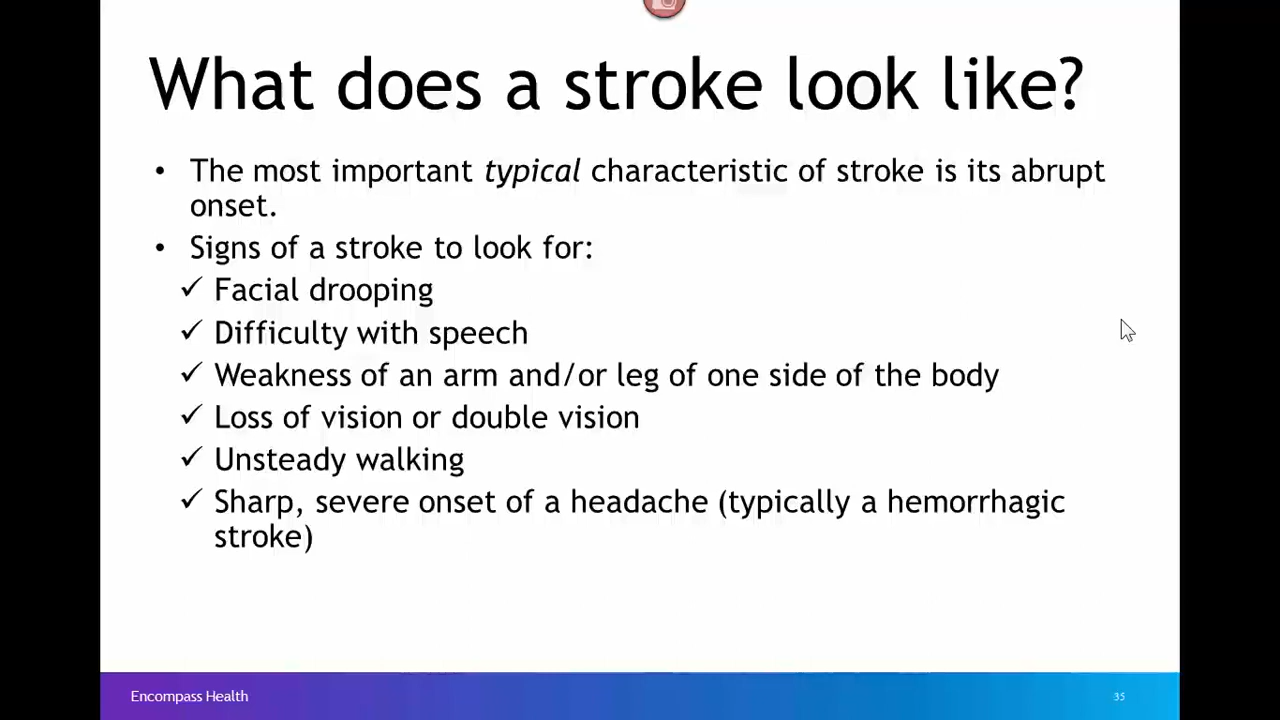 What does a stroke look like?
• The most important typical characteristic of stroke is its abrupt
onset.
• Signs of a stroke to look for:
✓ Facial drooping
✓ Difficulty with speech
✓ Weakness of an arm and/or leg of one side of the body
✓ Loss of vision or double vision
✓ Unsteady walking
✓ Sharp, severe onset of a headache (typically a hemorrhagic
stroke)
Encompass Health
35